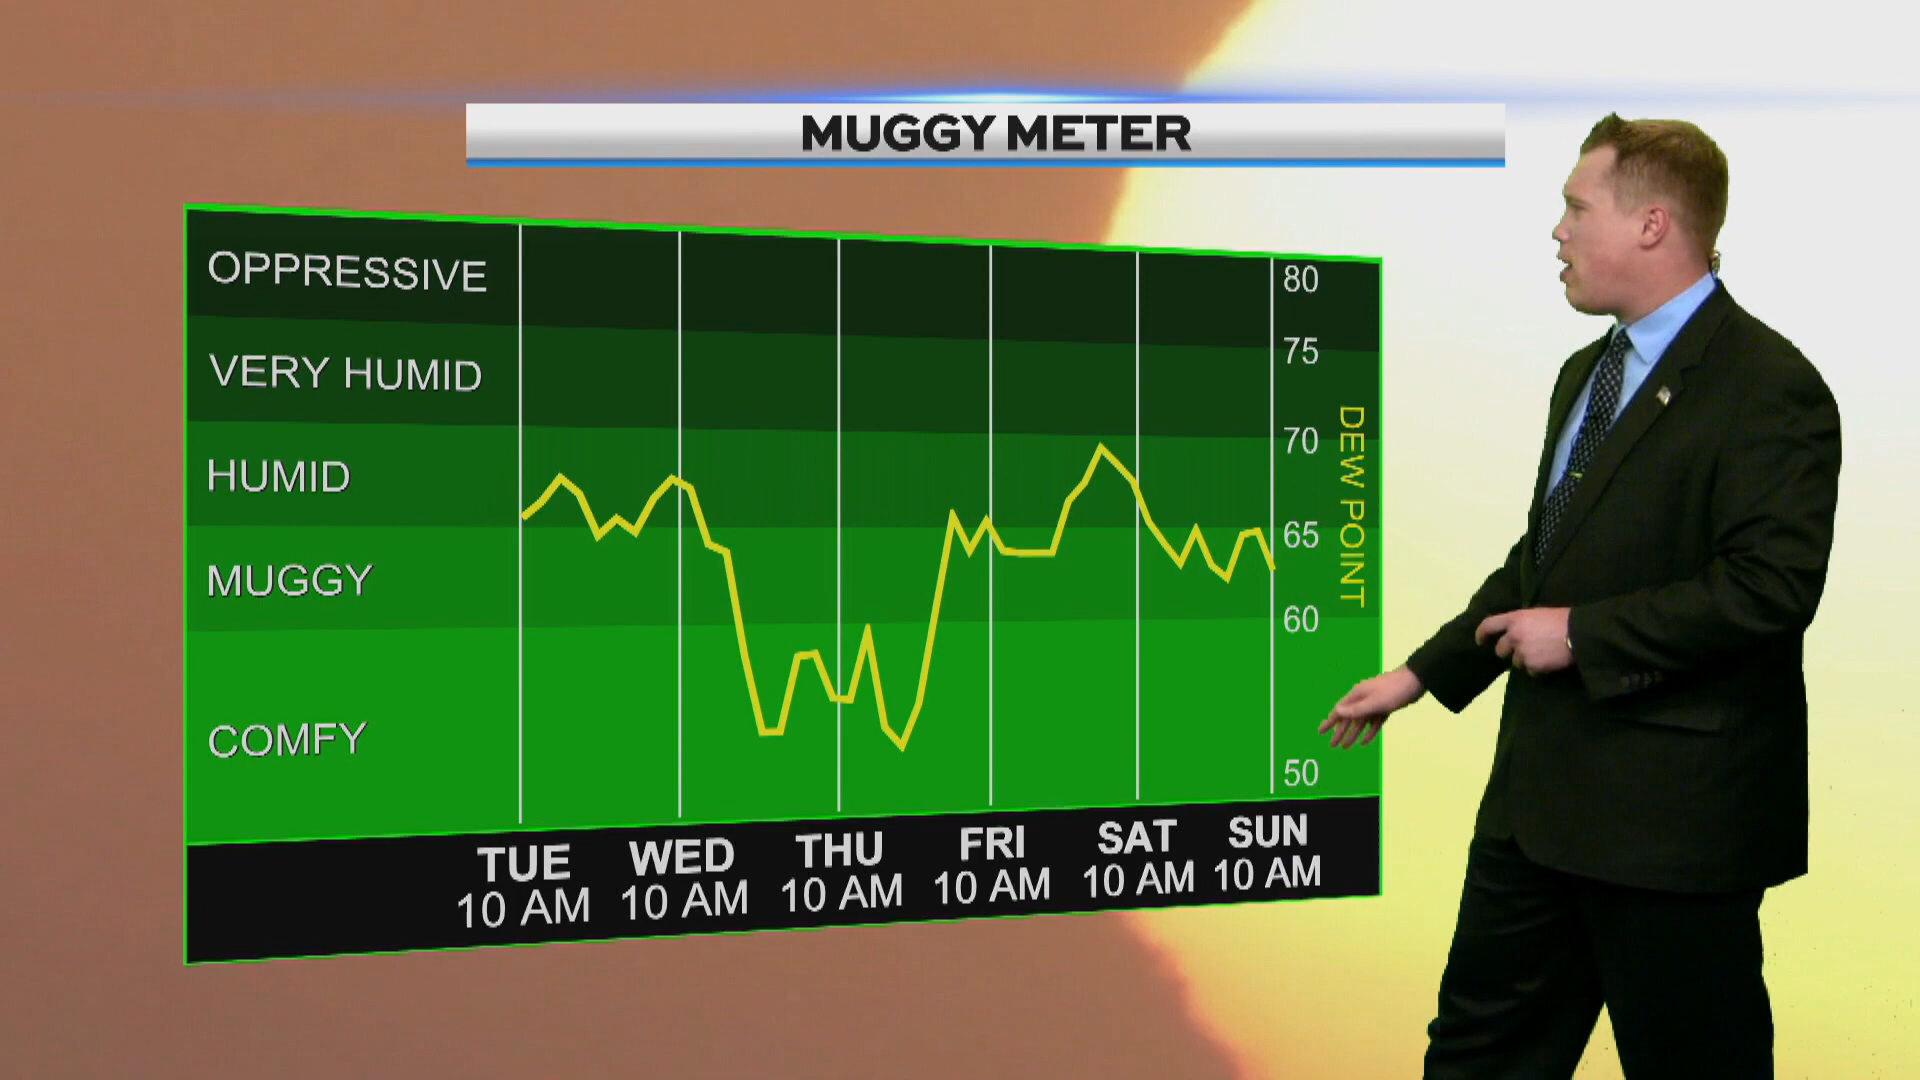 MUGGY METER
OPPRESSIVE
VERY HUMID
HUMID
MUGGY
COMFY
80
75
70
65
60
50
DEW POINT
TUE WED THU FRI SAT SUN
10 AM 10 AM 10 AM 10 AM 10 AM 10 AM